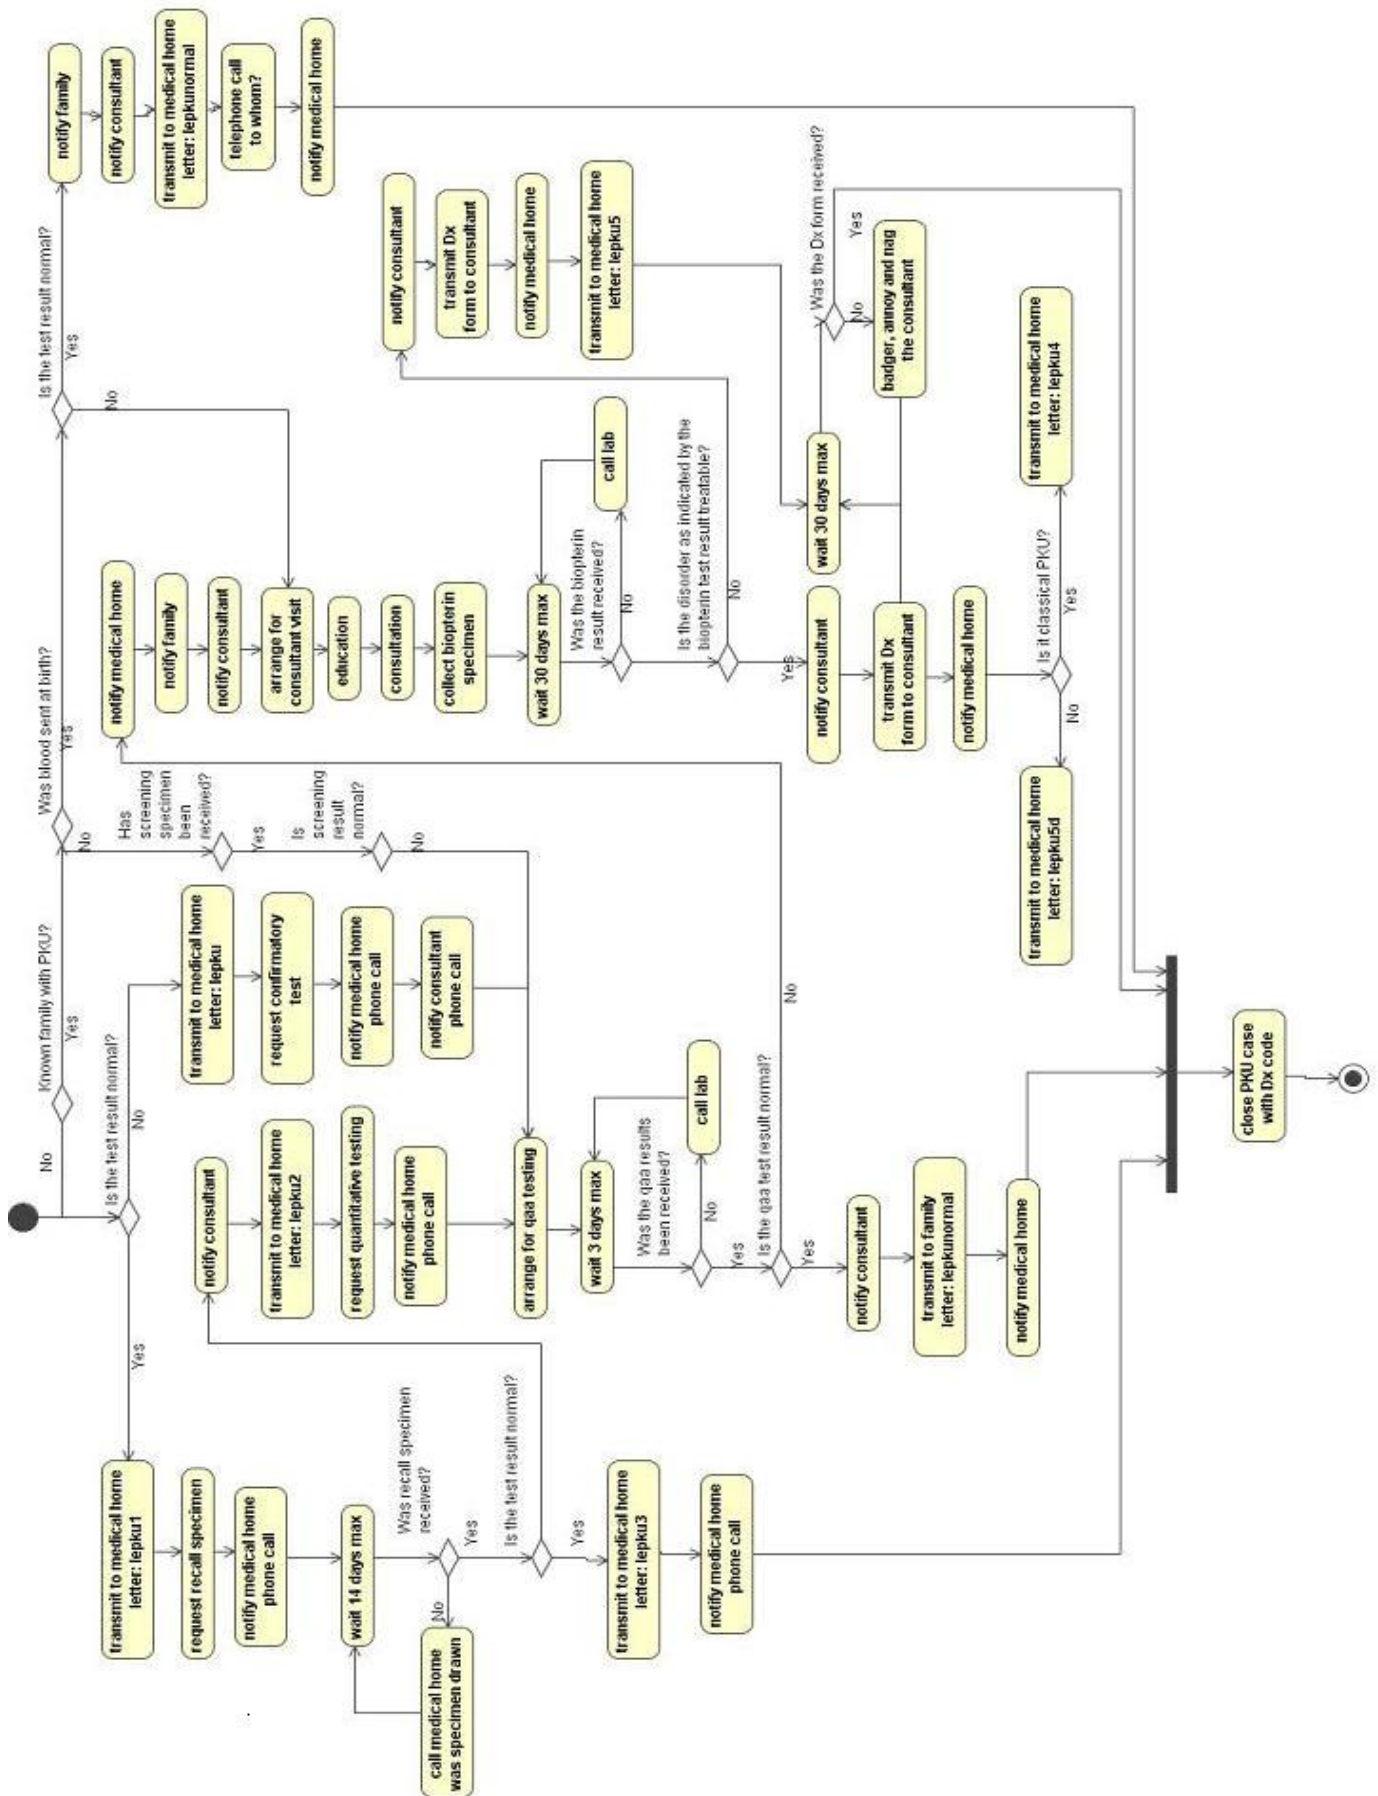 No
Known family with PKU?
Yes
Was blood sent at birth?
Yes
Is the test result normal?
Yes
notify family
notify consultant
transmit to medical home
letter: lepkunormal
telephone call
to whom?
notify medical home
No
No
Has
screening
specimen
been
received?
Yes
Is
screening
result
normal?
No
Is the test result normal?
Yes
No
transmit to medical home
letter: lepku1
request recall specimen
notify medical home
phone call
wait 14 days max
Was recall specimen
received?
No
call medical home
was specimen drawn
Yes
Is the test result normal?
Yes
transmit to medical home
letter: lepku3
notify medical home
phone call
notify consultant
transmit to medical home
letter: lepku2
request quantitative testing
notify medical home
phone call
transmit to medical home
letter: lepku
request confirmatory
test
notify medical home
phone call
notify consultant
phone call
arrange for qaa testing
wait 3 days max
Was the qaa results
been received?
No
call lab
Yes
Is the qaa test result normal?
No
Yes
notify consultant
transmit to family
letter: lepkunormal
notify medical home
notify medical home
notify family
notify consultant
arrange for
consultant visit
education
consultation
collect biopterin
specimen
wait 30 days max
Was the biopterin
result received?
No
call lab
Is the disorder as indicated by the
biopterin test result treatable?
No
Yes
notify consultant
transmit Dx
form to consultant
notify medical home
transmit to medical home
letter: lepku5
notify consultant
transmit Dx
form to consultant
notify medical home
wait 30 days max
Was the Dx form received?
Yes
No
badger, annoy and nag
the consultant
Is it classical PKU?
No
Yes
transmit to medical home
letter: lepku5d
transmit to medical home
letter: lepku4
close PKU case
with Dx code